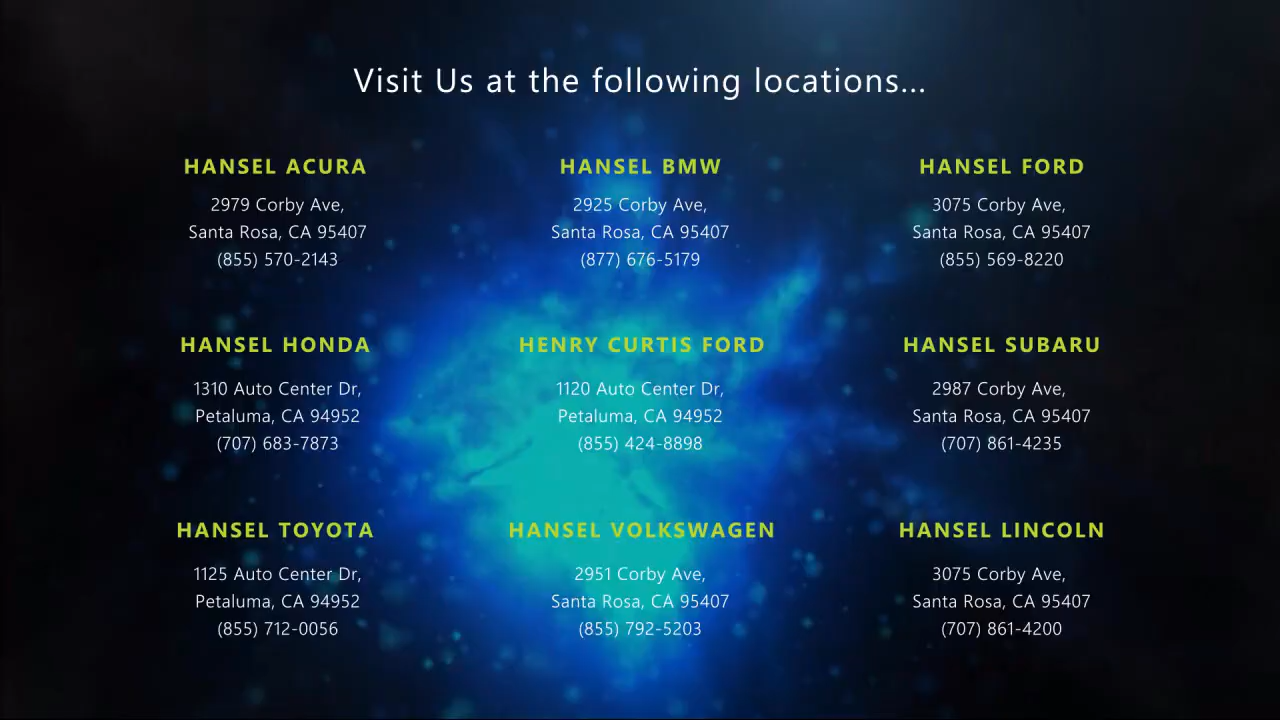 Visit Us at the following locations...
HANSEL ACURA
2979 Corby Ave,
Santa Rosa, CA 95407
(855) 570-2143
HANSEL BMW
2925 Corby Ave,
Santa Rosa, CA 95407
(877) 676-5179
HANSEL FORD
3075 Corby Ave,
Santa Rosa, CA 95407
(855) 569-8220
HANSEL HONDA
1310 Auto Center Dr,
Petaluma, CA 94952
(707) 683-7873
HENRY CURTIS FORD
1120 Auto Center Dr,
Petaluma, CA 94952
(855) 424-8898
HANSEL SUBARU
2987 Corby Ave,
Santa Rosa, CA 95407
(707) 861-4235
HANSEL TOYOTA
1125 Auto Center Dr,
Petaluma, CA 94952
(855) 712-0056
HANSEL VOLKSWAGEN
2951 Corby Ave,
Santa Rosa, CA 95407
(855) 792-5203
HANSEL LINCOLN
3075 Corby Ave,
Santa Rosa, CA 95407
(707) 861-4200